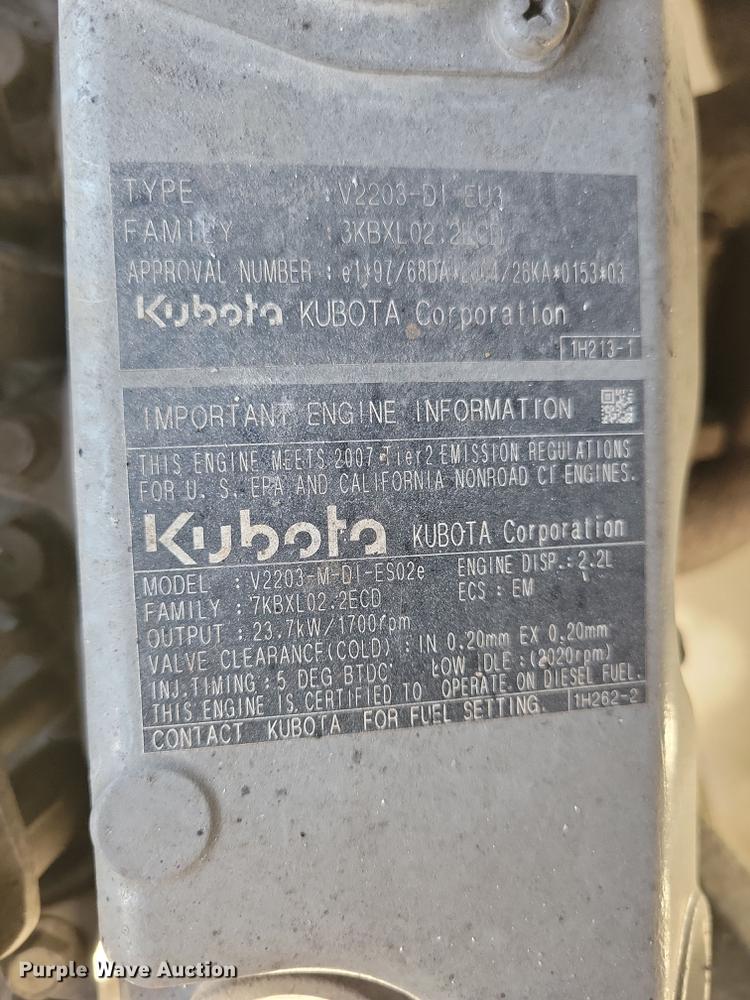 TYPE : V2203-DI-EU3
FAMILY : 3KBXL02.2ECD
APPROVAL NUMBER : e1*97/68DA*2004/26KA*0153*03
Kubota KUBOTA Corporation
1H213-1
IMPORTANT ENGINE INFORMATION
THIS ENGINE MEETS 2007 Tier2 EMISSION REGULATIONS
FOR U. S. EPA AND CALIFORNIA NONROAD CI ENGINES.
Kubota KUBOTA Corporation
MODEL : V2203-M-DI-ES02e ENGINE DISP.: 2.2L
FAMILY : 7KBXL02.2ECD ECS : EM
OUTPUT : 23.7kW/1700rpm
VALVE CLEARANCE(COLD) : IN 0.20mm EX 0.20mm
INJ.TIMING : 5 DEG BTDC LOW IDLE : (2020rpm)
THIS ENGINE IS CERTIFIED TO OPERATE ON DIESEL FUEL.
CONTACT KUBOTA FOR FUEL SETTING. 1H262-2
Purple Wave Auction